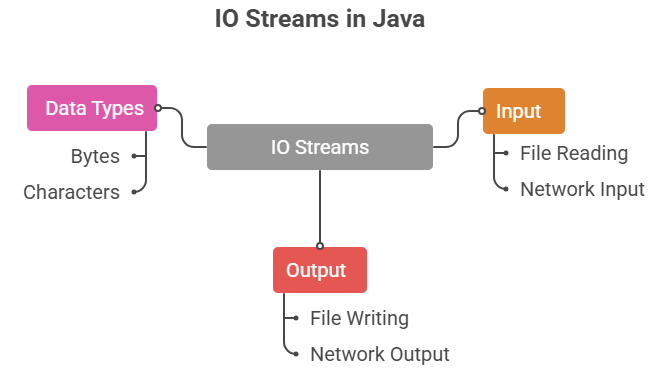 IO Streams in Java
Data Types
Bytes
Characters
IO Streams
Input
File Reading
Network Input
Output
File Writing
Network Output